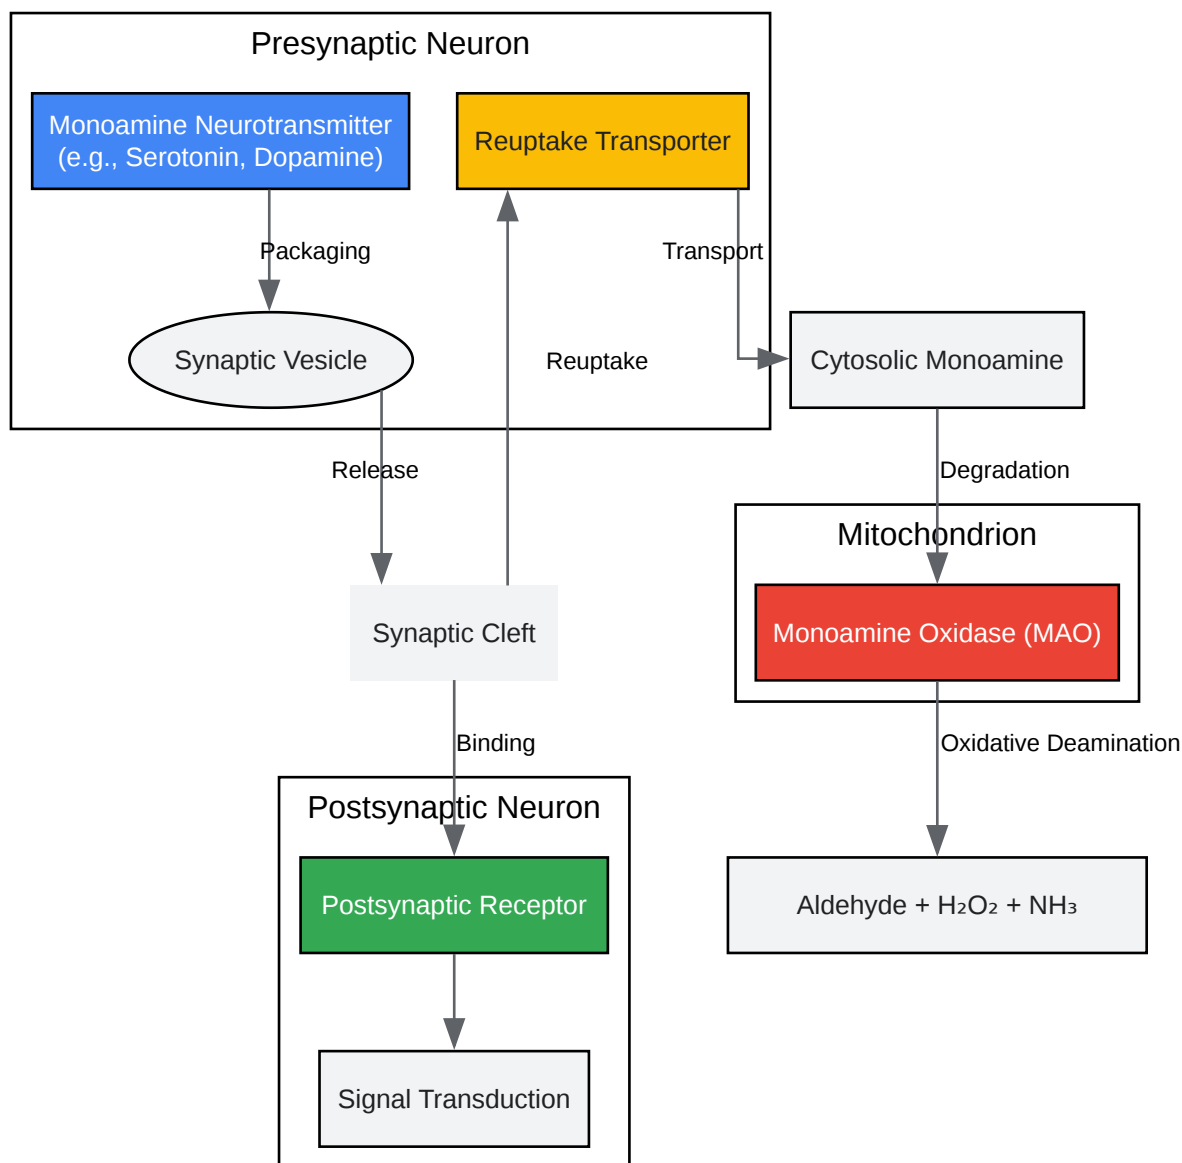 Presynaptic Neuron
Monoamine Neurotransmitter
(e.g., Serotonin, Dopamine)
Reuptake Transporter
Packaging
Transport
Synaptic Vesicle
Reuptake
Cytosolic Monoamine
Release
Degradation
Mitochondrion
Synaptic Cleft
Monoamine Oxidase (MAO)
Binding
Oxidative Deamination
Postsynaptic Neuron
Postsynaptic Receptor
Aldehyde + H₂O₂ + NH₃
Signal Transduction